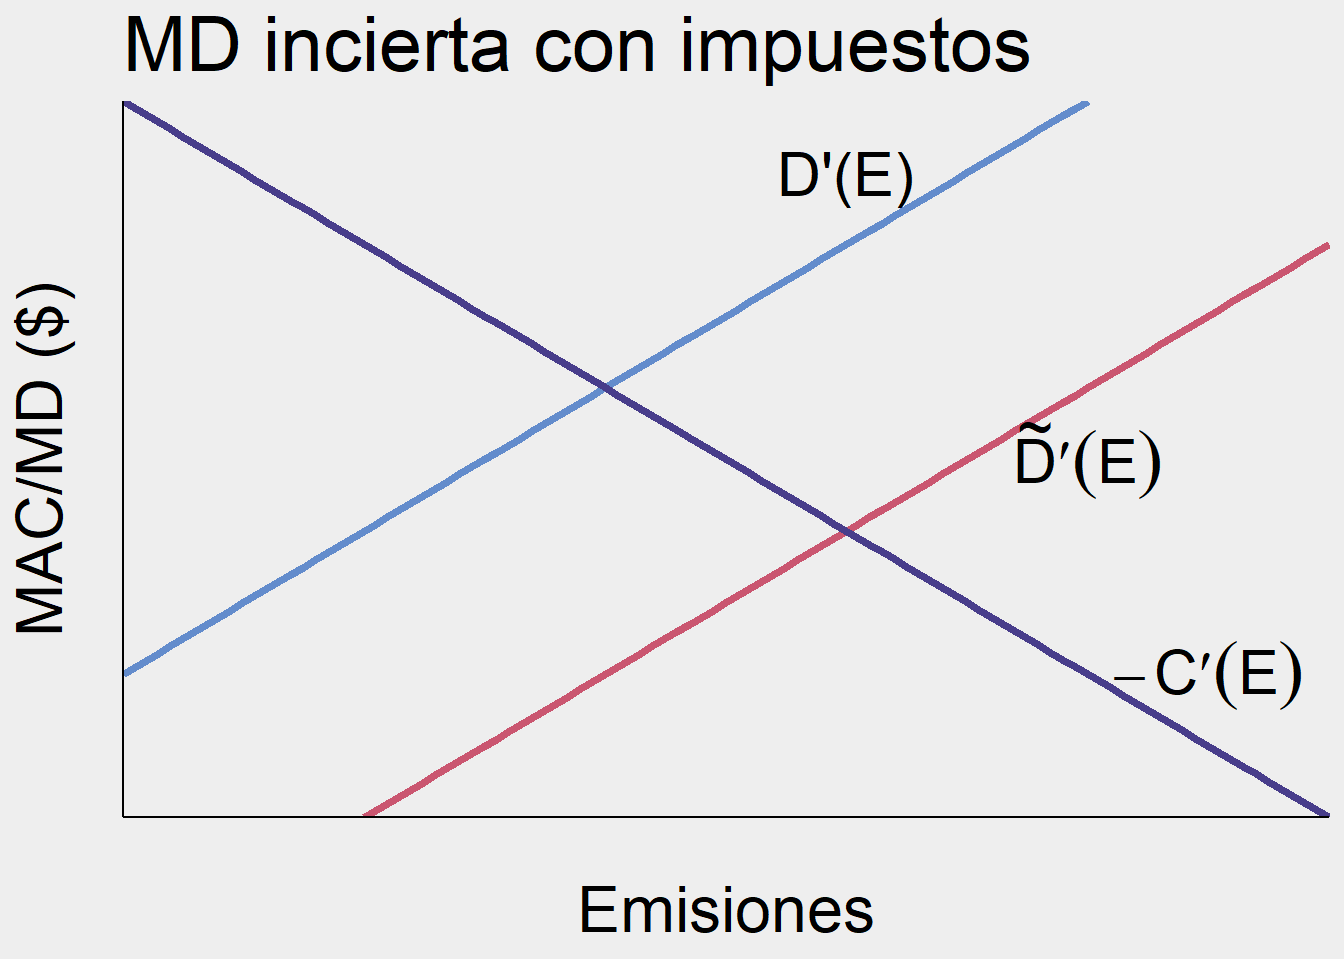 MD incierta con impuestos
D'(E)
D̃′(E)
−C′(E)
MAC/MD ($)
Emisiones